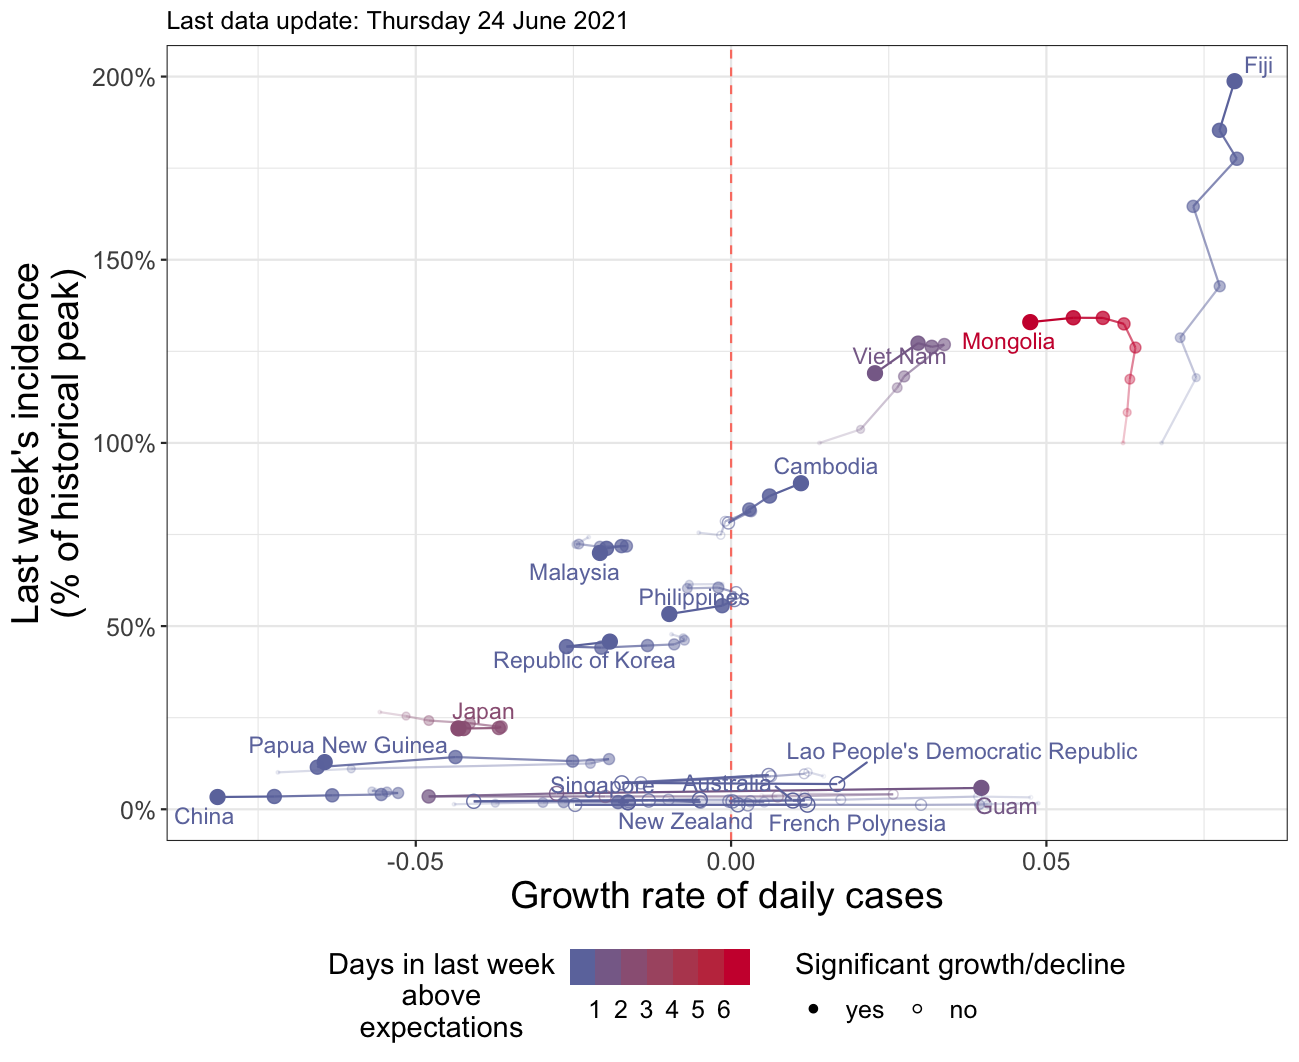 Last data update: Thursday 24 June 2021
Last week's incidence
(% of historical peak)
200%
150%
100%
50%
0%
Fiji
Mongolia
Viet Nam
Cambodia
Malaysia
Philippines
Republic of Korea
Japan
Papua New Guinea
Lao People's Democratic Republic
Singapore
Australia
China
Guam
New Zealand
French Polynesia
-0.05
0.00
0.05
Growth rate of daily cases
Days in last week
above
expectations
1 2 3 4 5 6
Significant growth/decline
yes
no